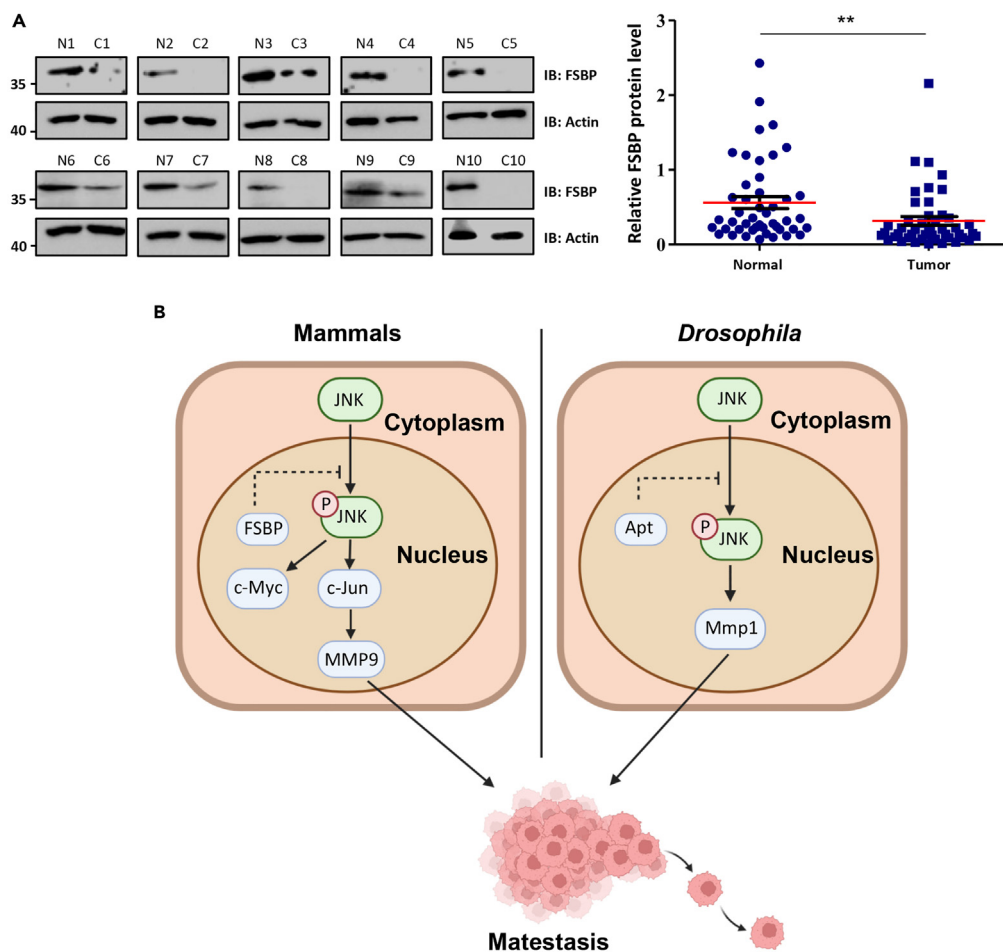 A
N1 C1 N2 C2 N3 C3 N4 C4 N5 C5
35
IB: FSBP
40
IB: Actin
N6 C6 N7 C7 N8 C8 N9 C9 N10 C10
35
IB: FSBP
40
IB: Actin
**
Relative FSBP protein level
3
2
1
0
Normal Tumor
B
Mammals
Drosophila
JNK
Cytoplasm
P
JNK
FSBP
Nucleus
c-Myc
c-Jun
MMP9
JNK
Cytoplasm
Apt
P
JNK
Nucleus
Mmp1
Matestasis